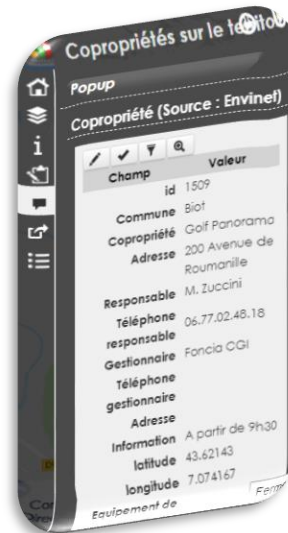 Copropriétés sur le territo
Popup
Copropriété (Source : Envinet)
Champ Valeur
id 1509
Commune Biot
Copropriété Golf Panorama
Adresse 200 Avenue de
Roumanille
Responsable M. Zuccini
Téléphone
responsable 06.77.02.48.18
Gestionnaire Foncia CGI
Téléphone
gestionnaire
Adresse
Information A partir de 9h30
latitude 43.62143
longitude 7.074167
Equipement de
Ferm